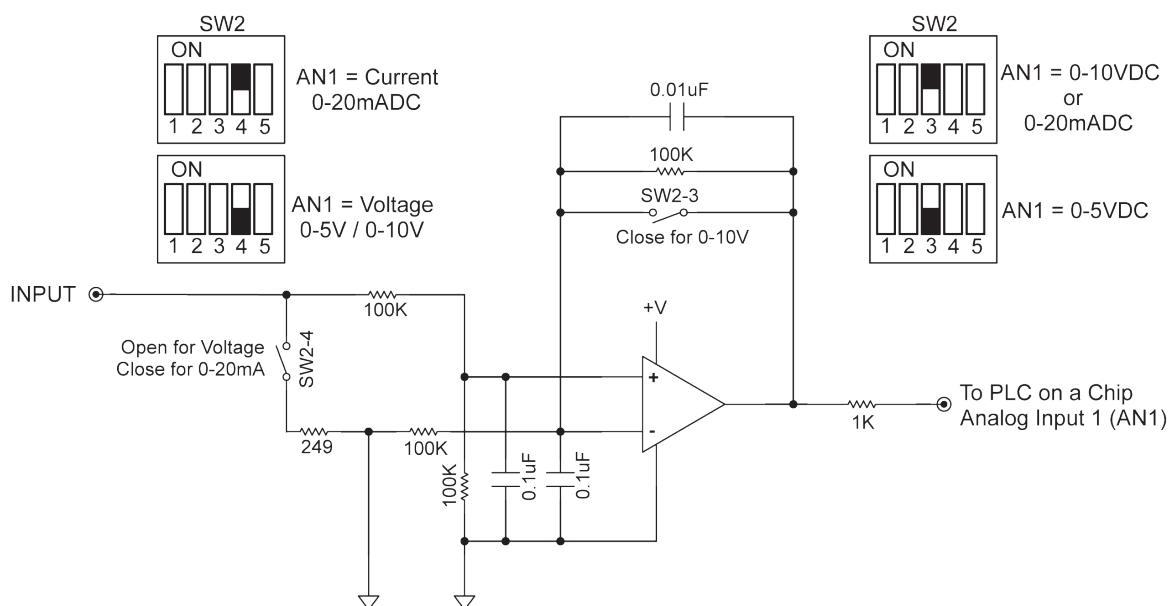 SW2
ON
1 2 3 4 5
AN1 = Current
0-20mADC
ON
1 2 3 4 5
AN1 = Voltage
0-5V / 0-10V
SW2
ON
1 2 3 4 5
AN1 = 0-10VDC
or
0-20mADC
ON
1 2 3 4 5
AN1 = 0-5VDC
0.01uF
100K
SW2-3
Close for 0-10V
INPUT
100K
Open for Voltage
Close for 0-20mA
SW2-4
249
100K
100K
0.1uF
0.1uF
+V
+
-
1K
To PLC on a Chip
Analog Input 1 (AN1)